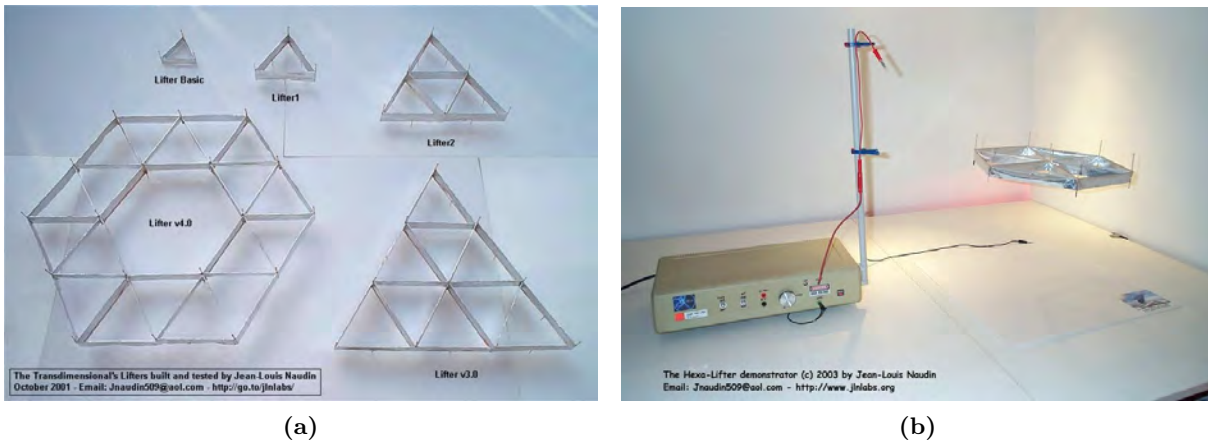 Lifter Basic
Lifter1
Lifter2
Lifter v4.0
Lifter v3.0
The Transdimensional's Lifters built and tested by Jean-Louis Naudin
October 2001 - Email: Jnaudin509@aol.com - http://go.to/jlnlabs/
(a)
The Hexa-Lifter demonstrator (c) 2003 by Jean-Louis Naudin
Email: Jnaudin509@aol.com - http://www.jlnlabs.org
(b)